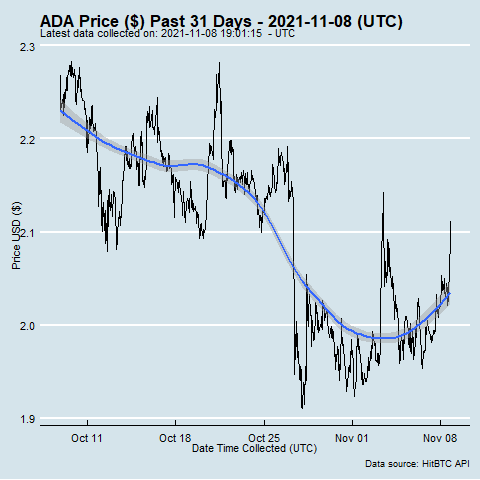 ADA Price ($) Past 31 Days - 2021-11-08 (UTC)
Latest data collected on: 2021-11-08 19:01:15 - UTC
2.3
2.2
2.1
2.0
1.9
Price USD ($)
Oct 11 Oct 18 Oct 25 Nov 01 Nov 08
Date Time Collected (UTC)
Data source: HitBTC API